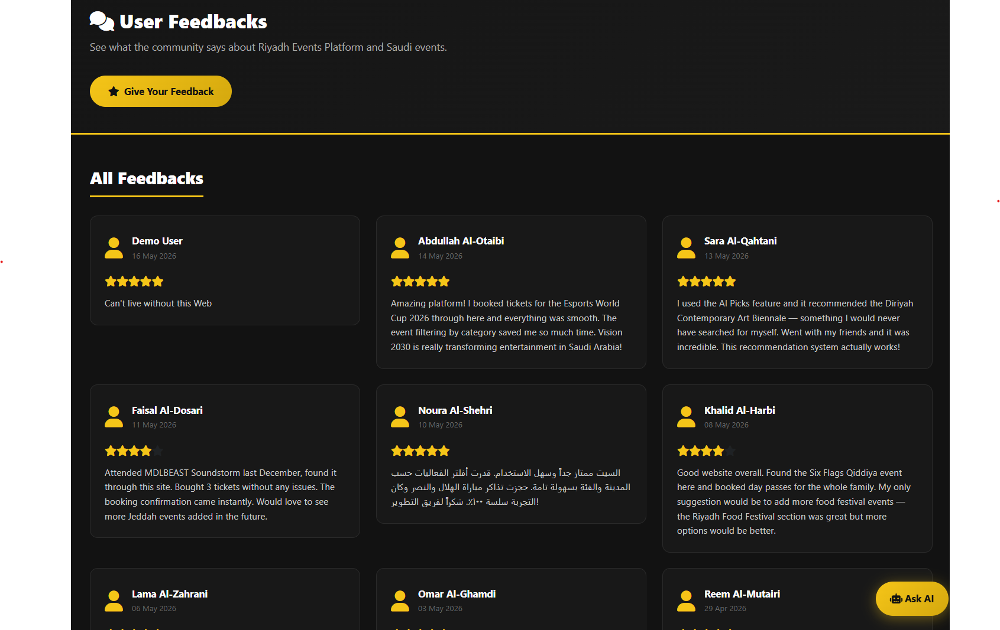 User Feedbacks
See what the community says about Riyadh Events Platform and Saudi events.
Give Your Feedback
All Feedbacks
Demo User
16 May 2026
Can't live without this Web
Abdullah Al-Otaibi
14 May 2026
Amazing platform! I booked tickets for the Esports World
Cup 2026 through here and everything was smooth. The
event filtering by category saved me so much time. Vision
2030 is really transforming entertainment in Saudi Arabia!
Sara Al-Qahtani
13 May 2026
I used the AI Picks feature and it recommended the Diriyah
Contemporary Art Biennale — something I would never
have searched for myself. Went with my friends and it was
incredible. This recommendation system actually works!
Faisal Al-Dosari
11 May 2026
Attended MDLBEAST Soundstorm last December, found it
through this site. Bought 3 tickets without any issues. The
booking confirmation came instantly. Would love to see
more Jeddah events added in the future.
Noura Al-Shehri
10 May 2026
السيت ممتاز جداً وسهل الاستخدام. قدرت أفلتر الفعاليات حسب
المدينة والفئة بسهولة تامة. حجزت تذاكر مباراة الهلال والنصر وكان
التجربة سلسة ١٠٠٪. شكراً لفريق التطوير!
Khalid Al-Harbi
08 May 2026
Good website overall. Found the Six Flags Qiddiya event
here and booked day passes for the whole family. My only
suggestion would be to add more food festival events —
the Riyadh Food Festival section was great but more
options would be better.
Lama Al-Zahrani
06 May 2026
Omar Al-Ghamdi
03 May 2026
Reem Al-Mutairi
29 Apr 2026
Ask AI